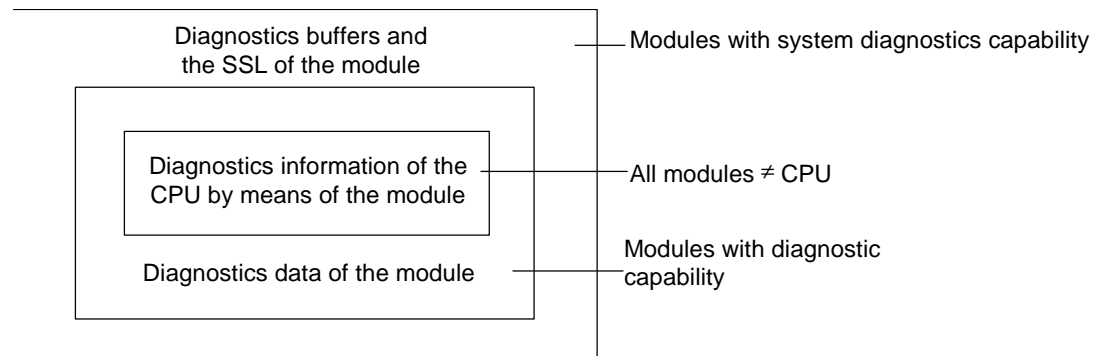 Diagnostics buffers and
the SSL of the module
Modules with system diagnostics capability
Diagnostics information of the
CPU by means of the module
All modules ≠ CPU
Diagnostics data of the module
Modules with diagnostic
capability